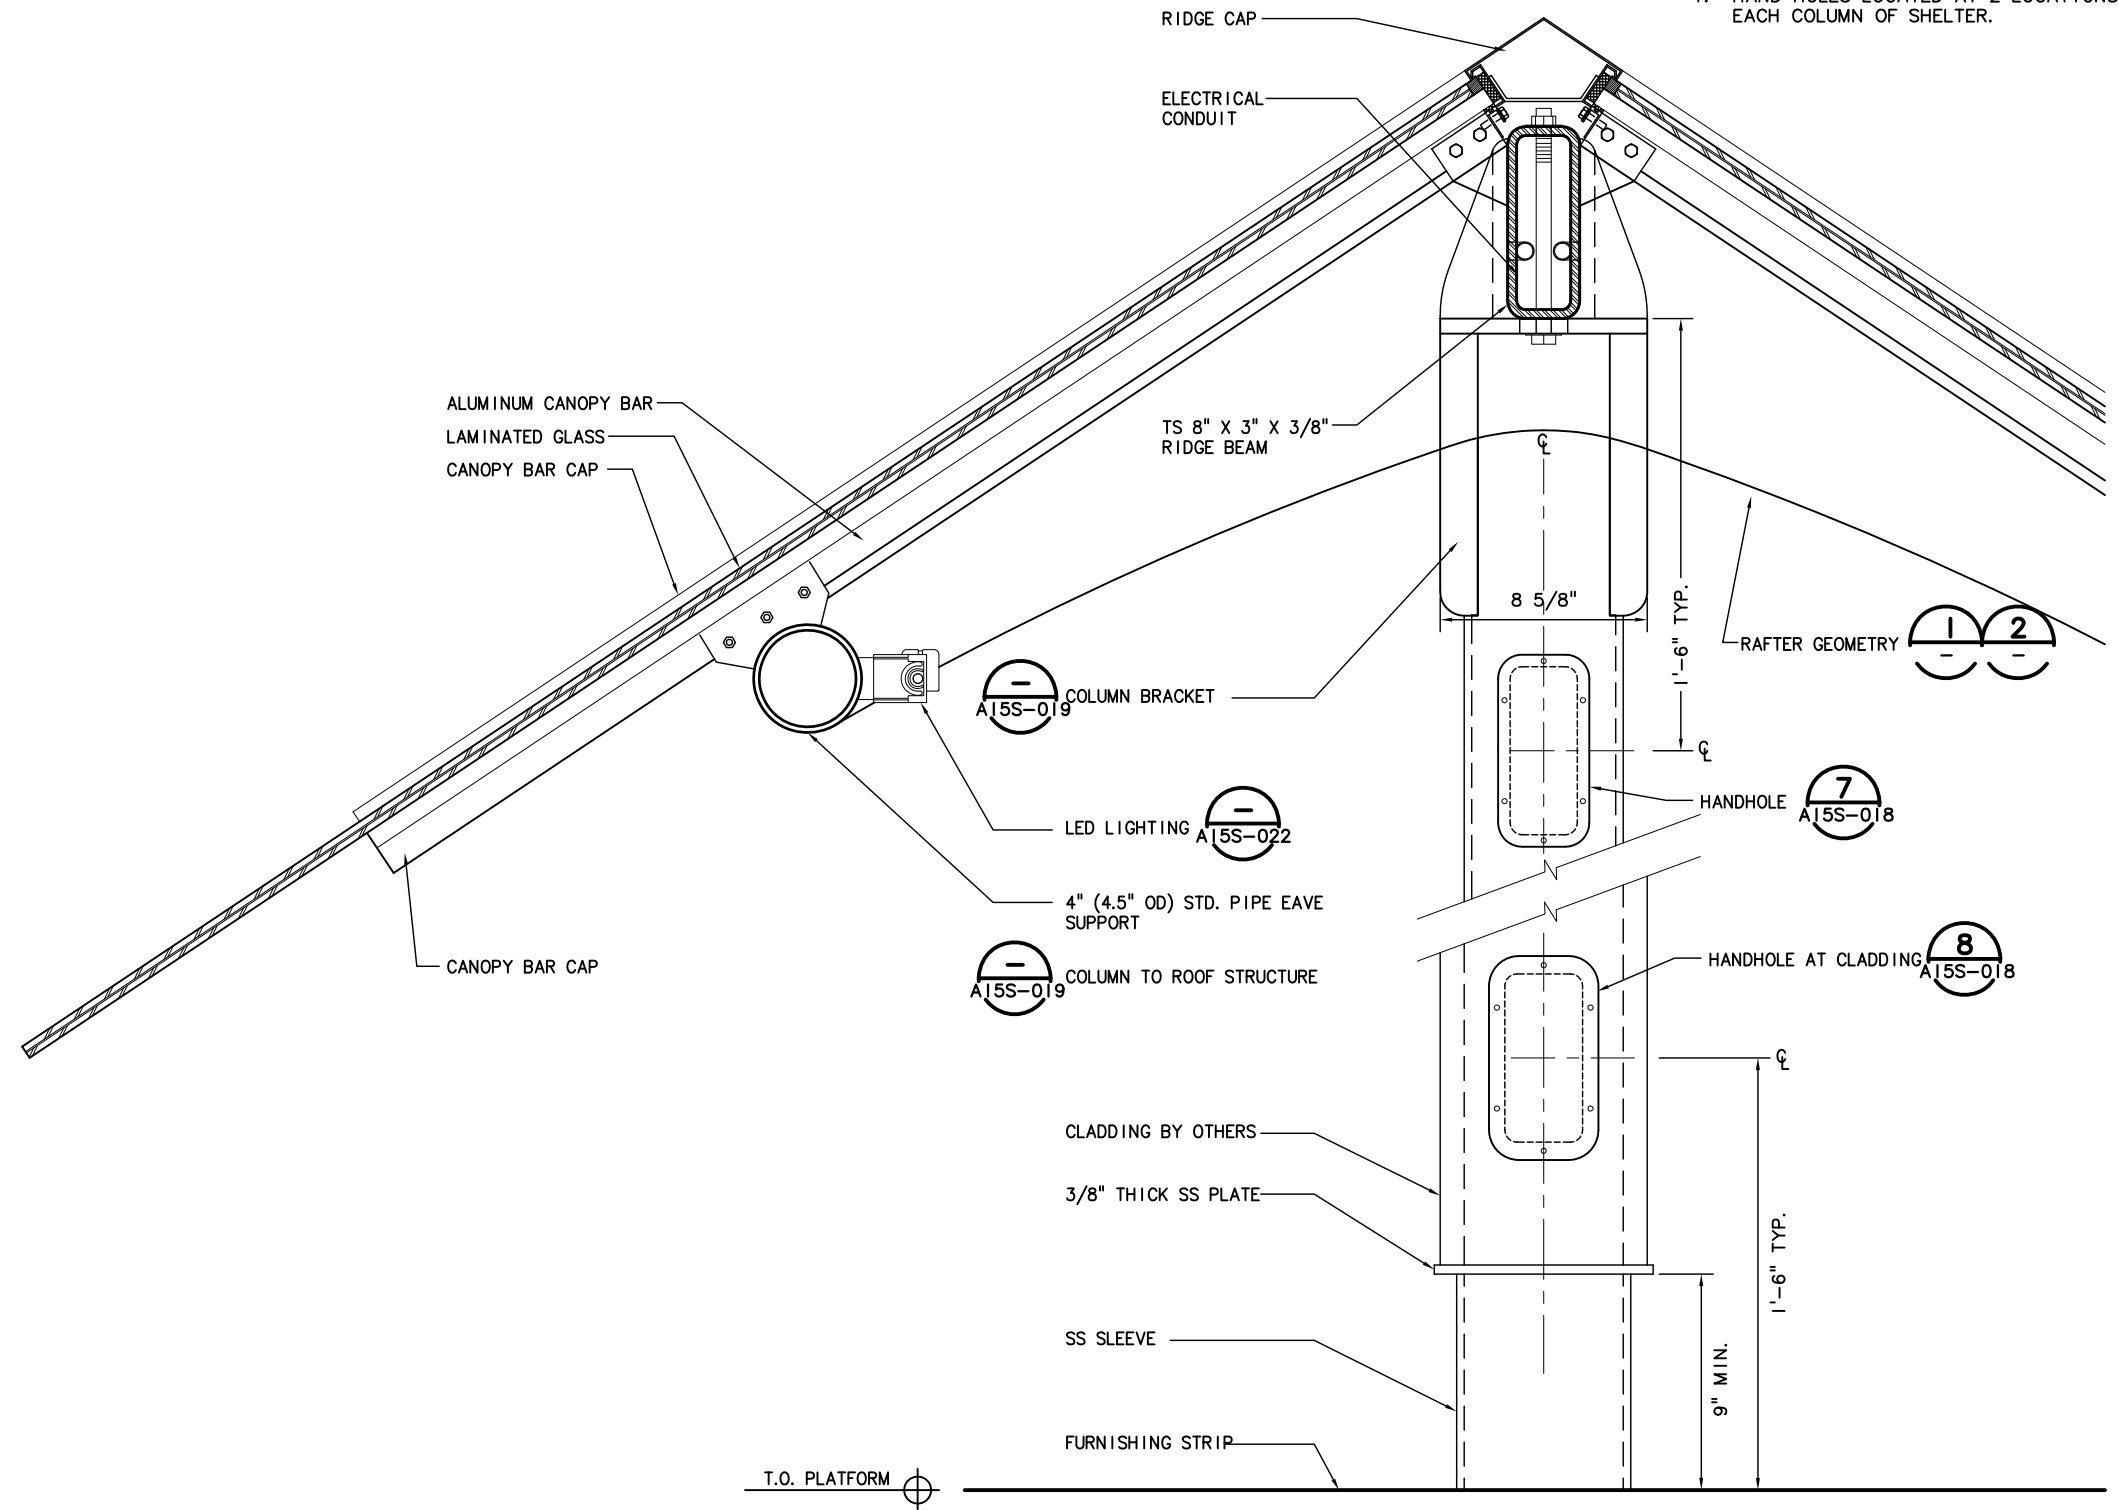 RIDGE CAP
EACH COLUMN OF SHELTER.
ELECTRICAL
CONDUIT
ALUMINUM CANOPY BAR
LAMINATED GLASS
CANOPY BAR CAP
TS 8" X 3" X 3/8"
RIDGE BEAM
℄
8 5/8"
1'-6" TYP.
RAFTER GEOMETRY
1
-
2
-
-
A15S-019
COLUMN BRACKET
℄
HANDHOLE
7
A15S-018
LED LIGHTING
-
A15S-022
4" (4.5" OD) STD. PIPE EAVE
SUPPORT
CANOPY BAR CAP
-
A15S-019
COLUMN TO ROOF STRUCTURE
HANDHOLE AT CLADDING
8
A15S-018
℄
CLADDING BY OTHERS
3/8" THICK SS PLATE
1'-6" TYP.
SS SLEEVE
9" MIN.
FURNISHING STRIP
T.O. PLATFORM